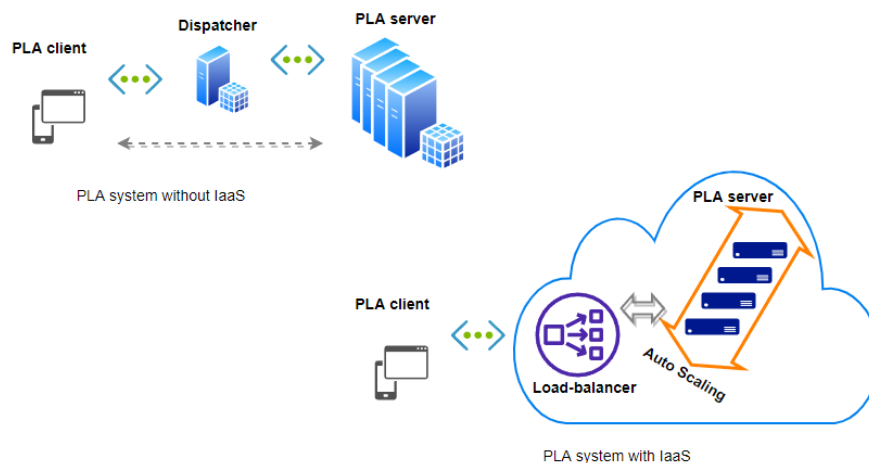 Dispatcher
PLA server
PLA client
PLA system without IaaS
PLA server
PLA client
Load-balancer
Auto Scaling
PLA system with IaaS